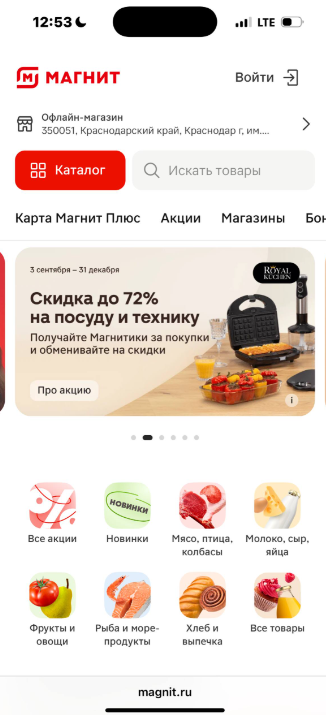 12:53
LTE
МАГНИТ
Войти
Офлайн-магазин
350051, Краснодарский край, Краснодар г, им....
Каталог
Искать товары
Карта Магнит Плюс
Акции
Магазины
Бон
3 сентября – 31 декабря
ROYAL
KÜCHEN
Скидка до 72%
на посуду и технику
Получайте Магнитики за покупки
и обменивайте на скидки
Про акцию
i
НОВИНКИ
Все акции
Новинки
Мясо, птица,
колбасы
Молоко, сыр,
яйца
Фрукты и
овощи
Рыба и море-
продукты
Хлеб и
выпечка
Все товары
magnit.ru